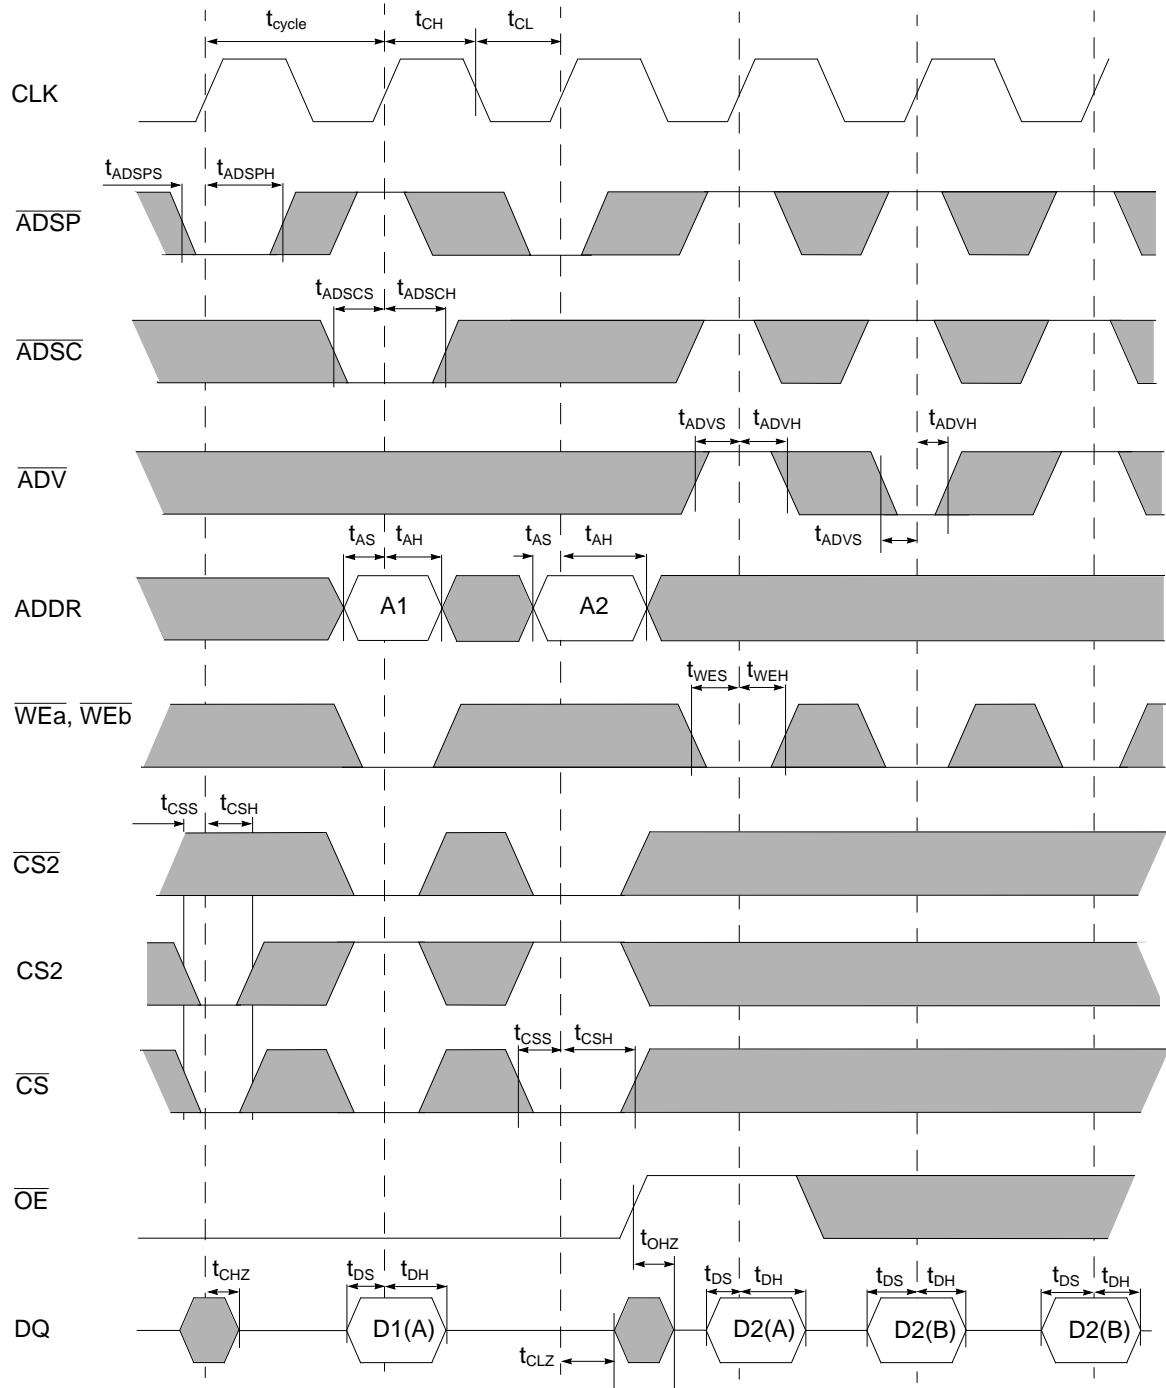 tcycle tCH tCL
CLK
tADSPS tADSPH
ADSP
tADSCS tADSCH
ADSC
tADVS tADVH tADVH
ADV
tADVS
tAS tAH tAS tAH
ADDR A1 A2
tWES tWEH
WEa, WEb
tCSS tCSH
CS2
CS2
tCSS tCSH
CS
OE
tOHZ
tCHZ tDS tDH tDS tDH tDS tDH tDS tDH
DQ D1(A) D2(A) D2(B) D2(B)
tCLZ